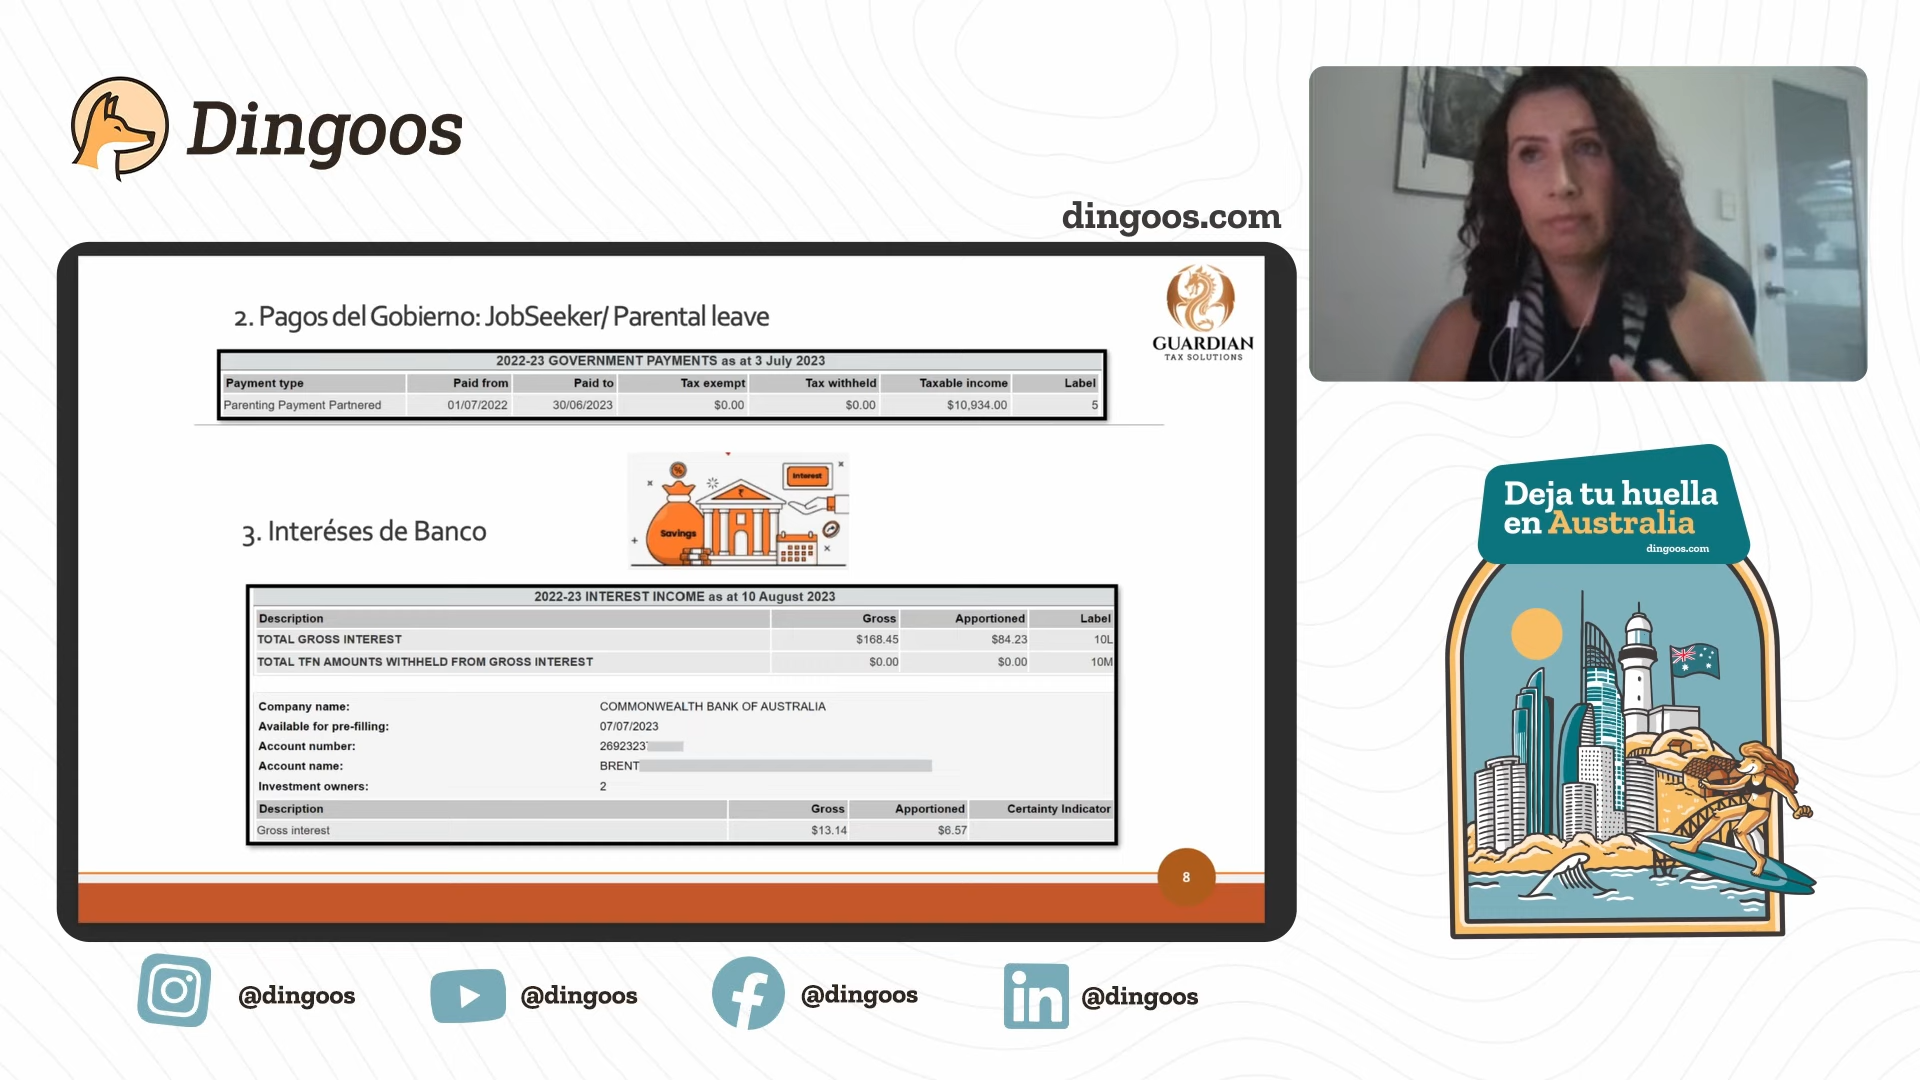 Dingoos
dingoos.com
2. Pagos del Gobierno: JobSeeker/ Parental leave
GUARDIAN
TAX SOLUTIONS
2022-23 GOVERNMENT PAYMENTS as at 3 July 2023
Payment type Paid from Paid to Tax exempt Tax withheld Taxable income Label
Parenting Payment Partnered 01/07/2022 30/06/2023 $0.00 $0.00 $10,934.00 5
Interest
Savings
3. Interéses de Banco
2022-23 INTEREST INCOME as at 10 August 2023
Description Gross Apportioned Label
TOTAL GROSS INTEREST $168.45 $84.23 10L
TOTAL TFN AMOUNTS WITHHELD FROM GROSS INTEREST $0.00 $0.00 10M
Company name: COMMONWEALTH BANK OF AUSTRALIA
Available for pre-filling: 07/07/2023
Account number: 2692323
Account name: BRENT
Investment owners: 2
Description Gross Apportioned Certainty Indicator
Gross interest $13.14 $6.57
8
Deja tu huella
en Australia
dingoos.com
@dingoos @dingoos @dingoos @dingoos